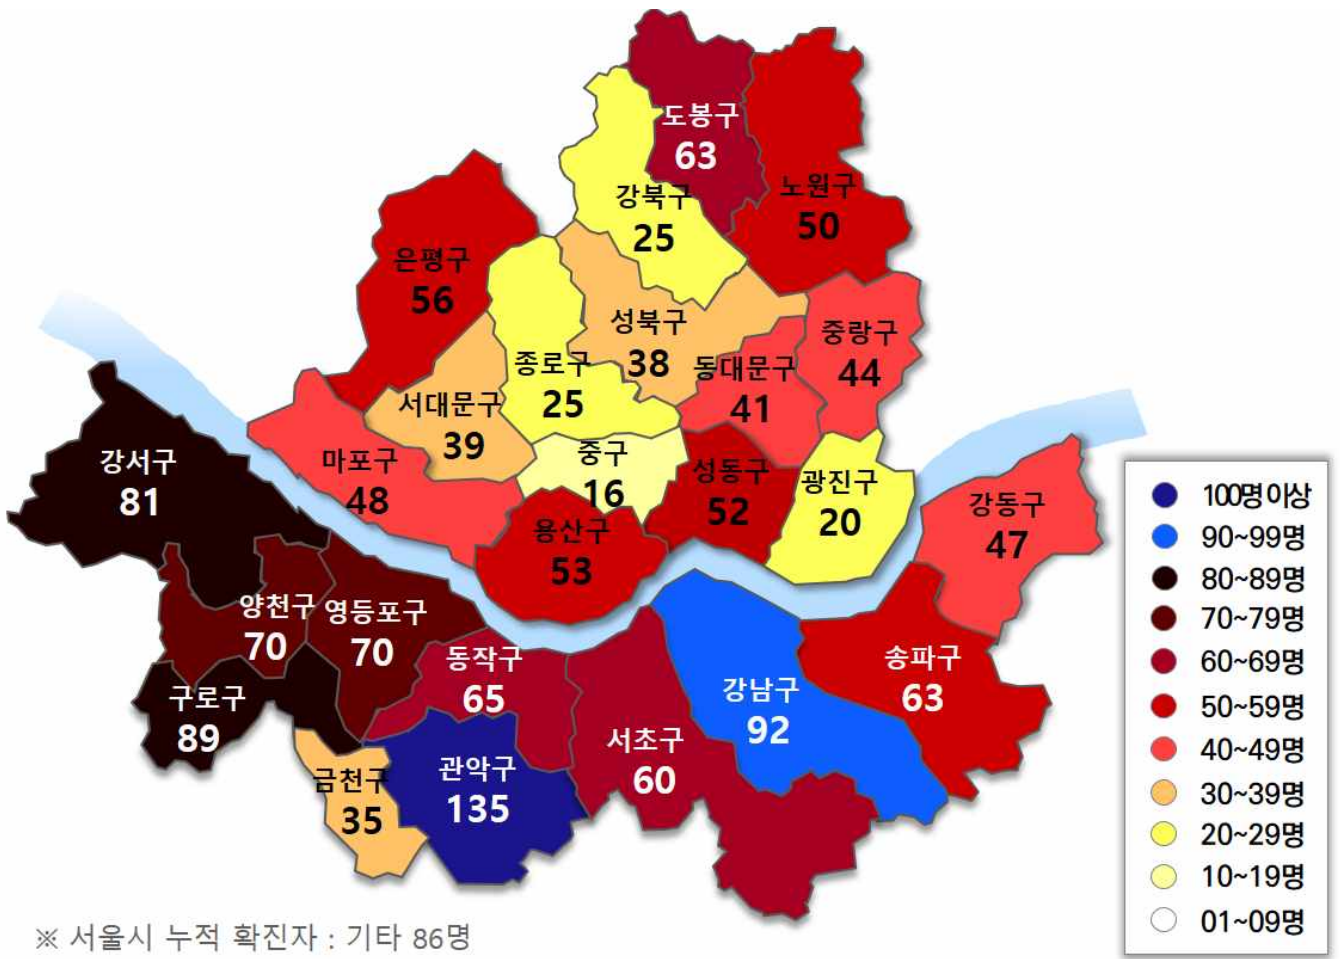 도봉구
63
노원구
50
강북구
25
은평구
56
성북구
38
중랑구
44
종로구
25
동대문구
41
서대문구
39
중구
16
성동구
52
광진구
20
마포구
48
강서구
81
용산구
53
강동구
47
양천구
70
영등포구
70
동작구
65
송파구
63
구로구
89
강남구
92
서초구
60
관악구
135
금천구
35
100명이상
90~99명
80~89명
70~79명
60~69명
50~59명
40~49명
30~39명
20~29명
10~19명
01~09명
※ 서울시 누적 확진자 : 기타 86명